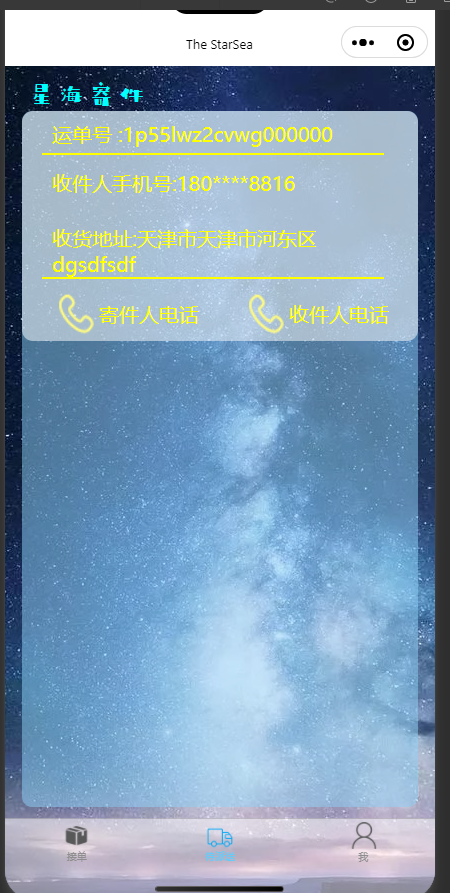 The StarSea
星海寄件
运单号 :1p55lwz2cvwg000000
收件人手机号:180****8816
收货地址:天津市天津市河东区
dgsdfsdf
寄件人电话 收件人电话
接单 我